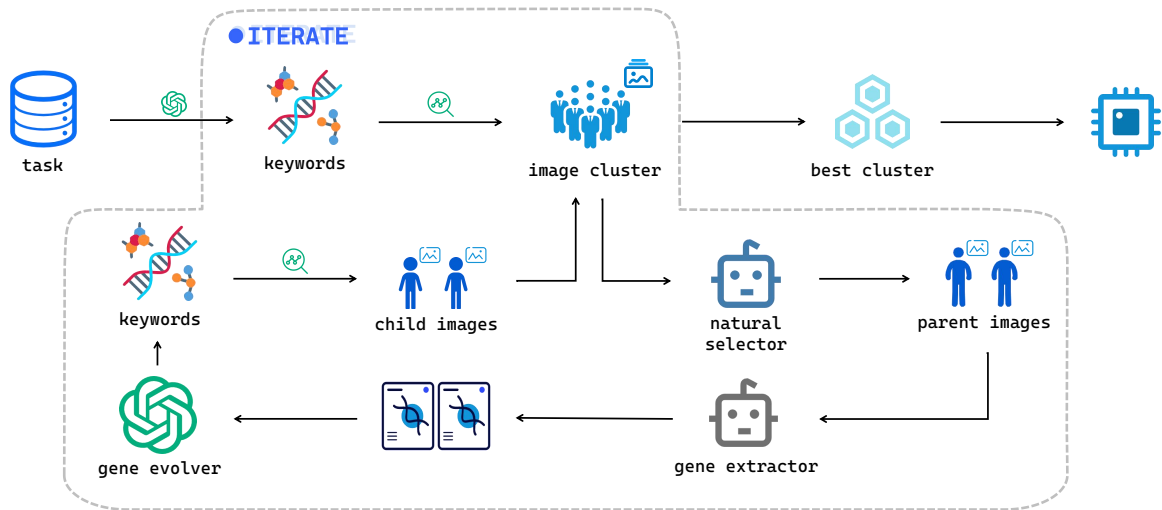 ITERATE
task
keywords
image cluster
best cluster
keywords
child images
natural
selector
parent images
gene evolver
gene extractor